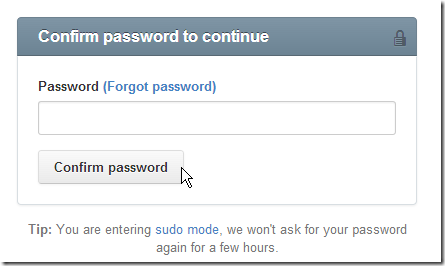 Confirm password to continue
Password (Forgot password)
Confirm password
Tip: You are entering sudo mode, we won't ask for your password
again for a few hours.